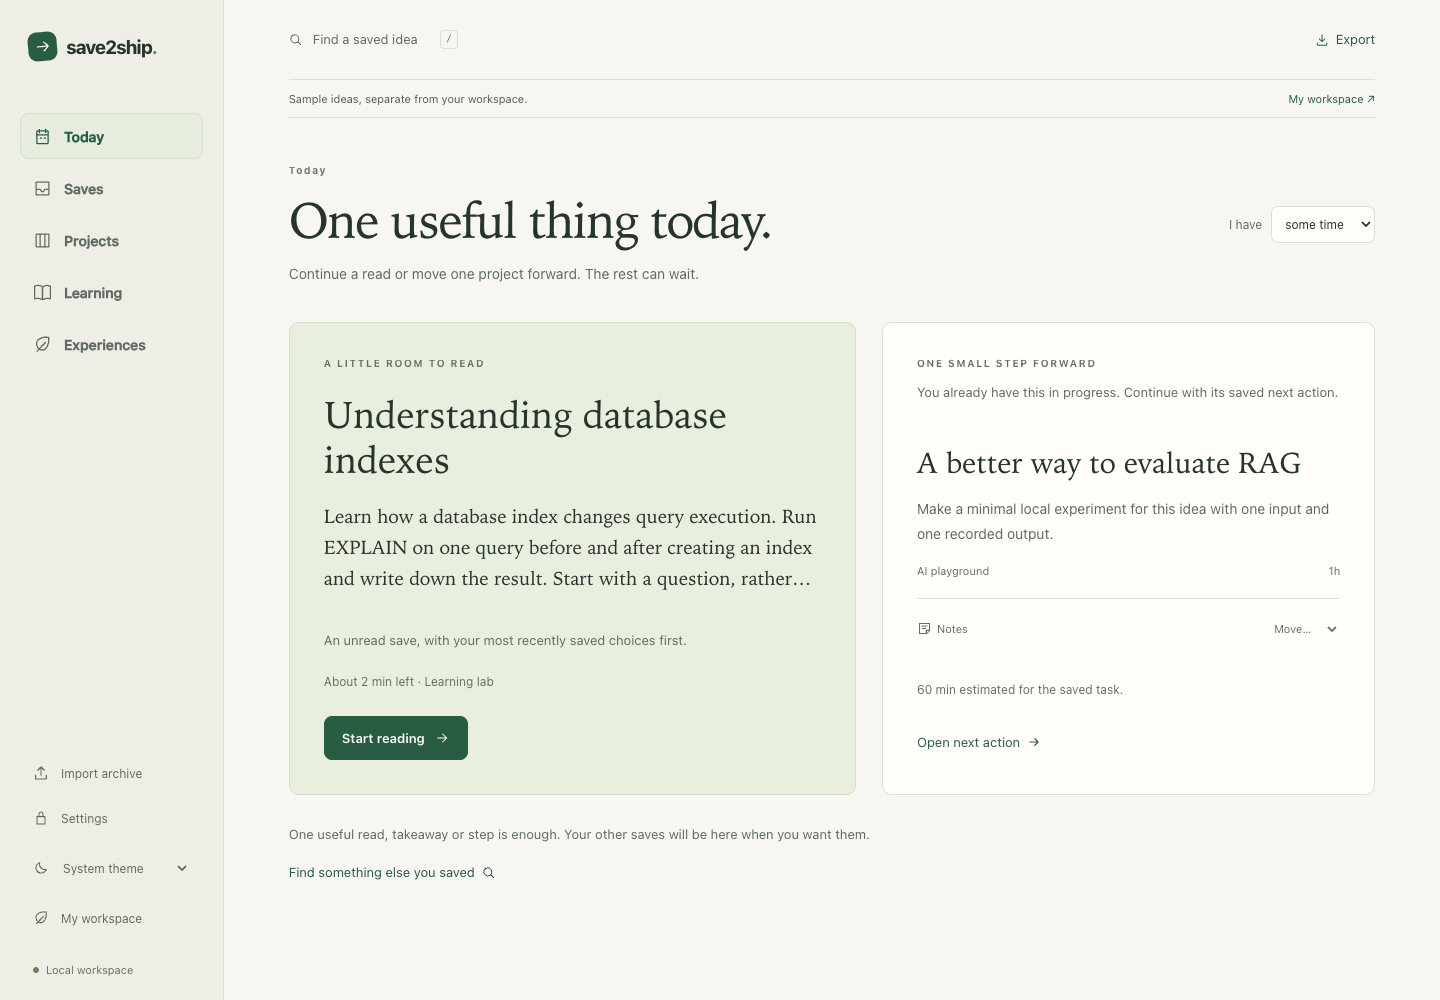 save2ship.
Today
Saves
Projects
Learning
Experiences
Import archive
Settings
System theme
My workspace
Local workspace
Find a saved idea /
Export
Sample ideas, separate from your workspace.
My workspace ↗
Today
One useful thing today.
I have some time
Continue a read or move one project forward. The rest can wait.
A LITTLE ROOM TO READ
Understanding database
indexes
Learn how a database index changes query execution. Run
EXPLAIN on one query before and after creating an index
and write down the result. Start with a question, rather…
An unread save, with your most recently saved choices first.
About 2 min left · Learning lab
Start reading →
ONE SMALL STEP FORWARD
You already have this in progress. Continue with its saved next action.
A better way to evaluate RAG
Make a minimal local experiment for this idea with one input and
one recorded output.
AI playground 1h
Notes Move...
60 min estimated for the saved task.
Open next action →
One useful read, takeaway or step is enough. Your other saves will be here when you want them.
Find something else you saved